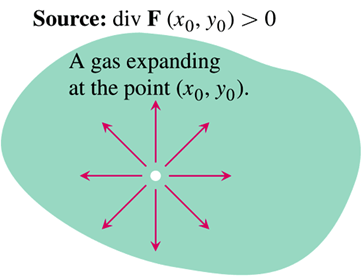 Source: div F (x₀, y₀) > 0
A gas expanding
at the point (x₀, y₀).